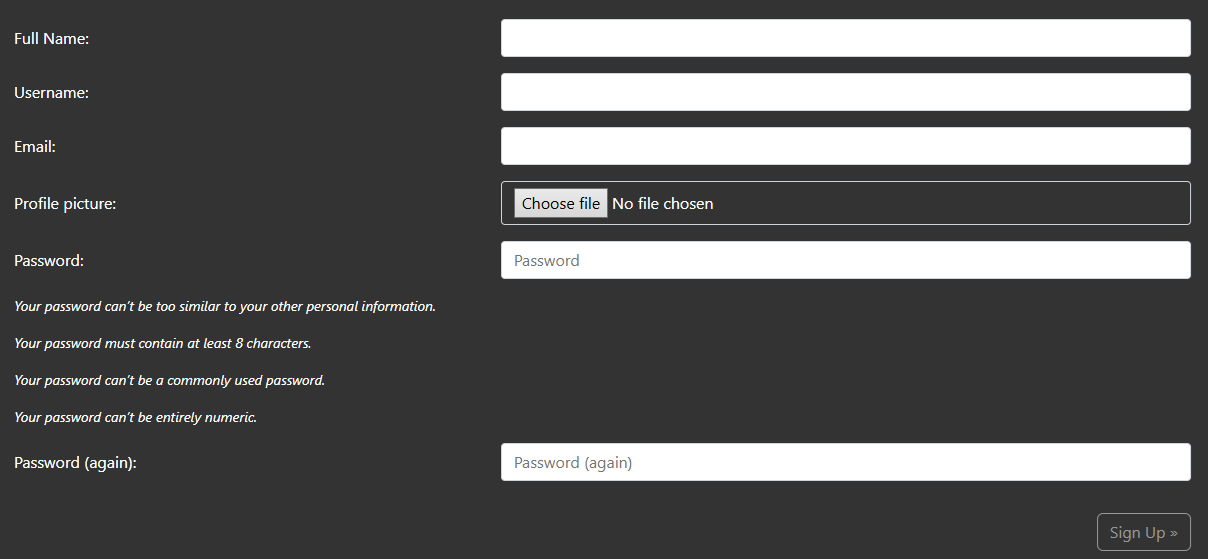 Full Name:
Username:
Email:
Profile picture: Choose file No file chosen
Password: Password
Your password can't be too similar to your other personal information.
Your password must contain at least 8 characters.
Your password can't be a commonly used password.
Your password can't be entirely numeric.
Password (again): Password (again)
Sign Up »